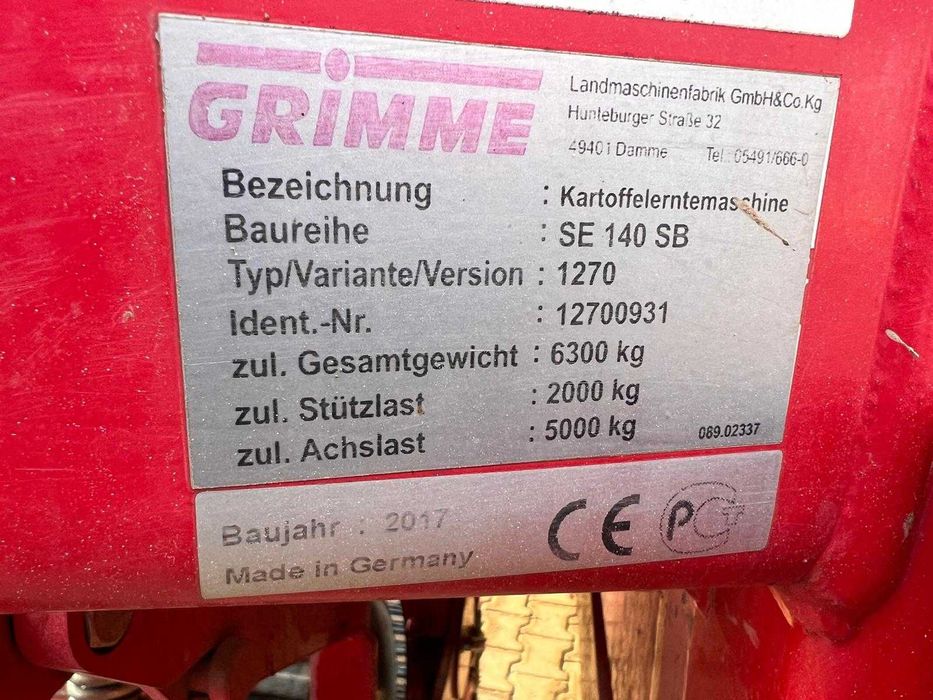 GRIMME
Landmaschinenfabrik GmbH&Co.Kg
Hunteburger Straße 32
49401 Damme Tel.: 05491/666-0
Bezeichnung : Kartoffelerntemaschine
Baureihe : SE 140 SB
Typ/Variante/Version : 1270
Ident.-Nr. : 12700931
zul. Gesamtgewicht : 6300 kg
zul. Stützlast : 2000 kg
zul. Achslast : 5000 kg
089.02337
Baujahr : 2017
Made in Germany
CE PCT